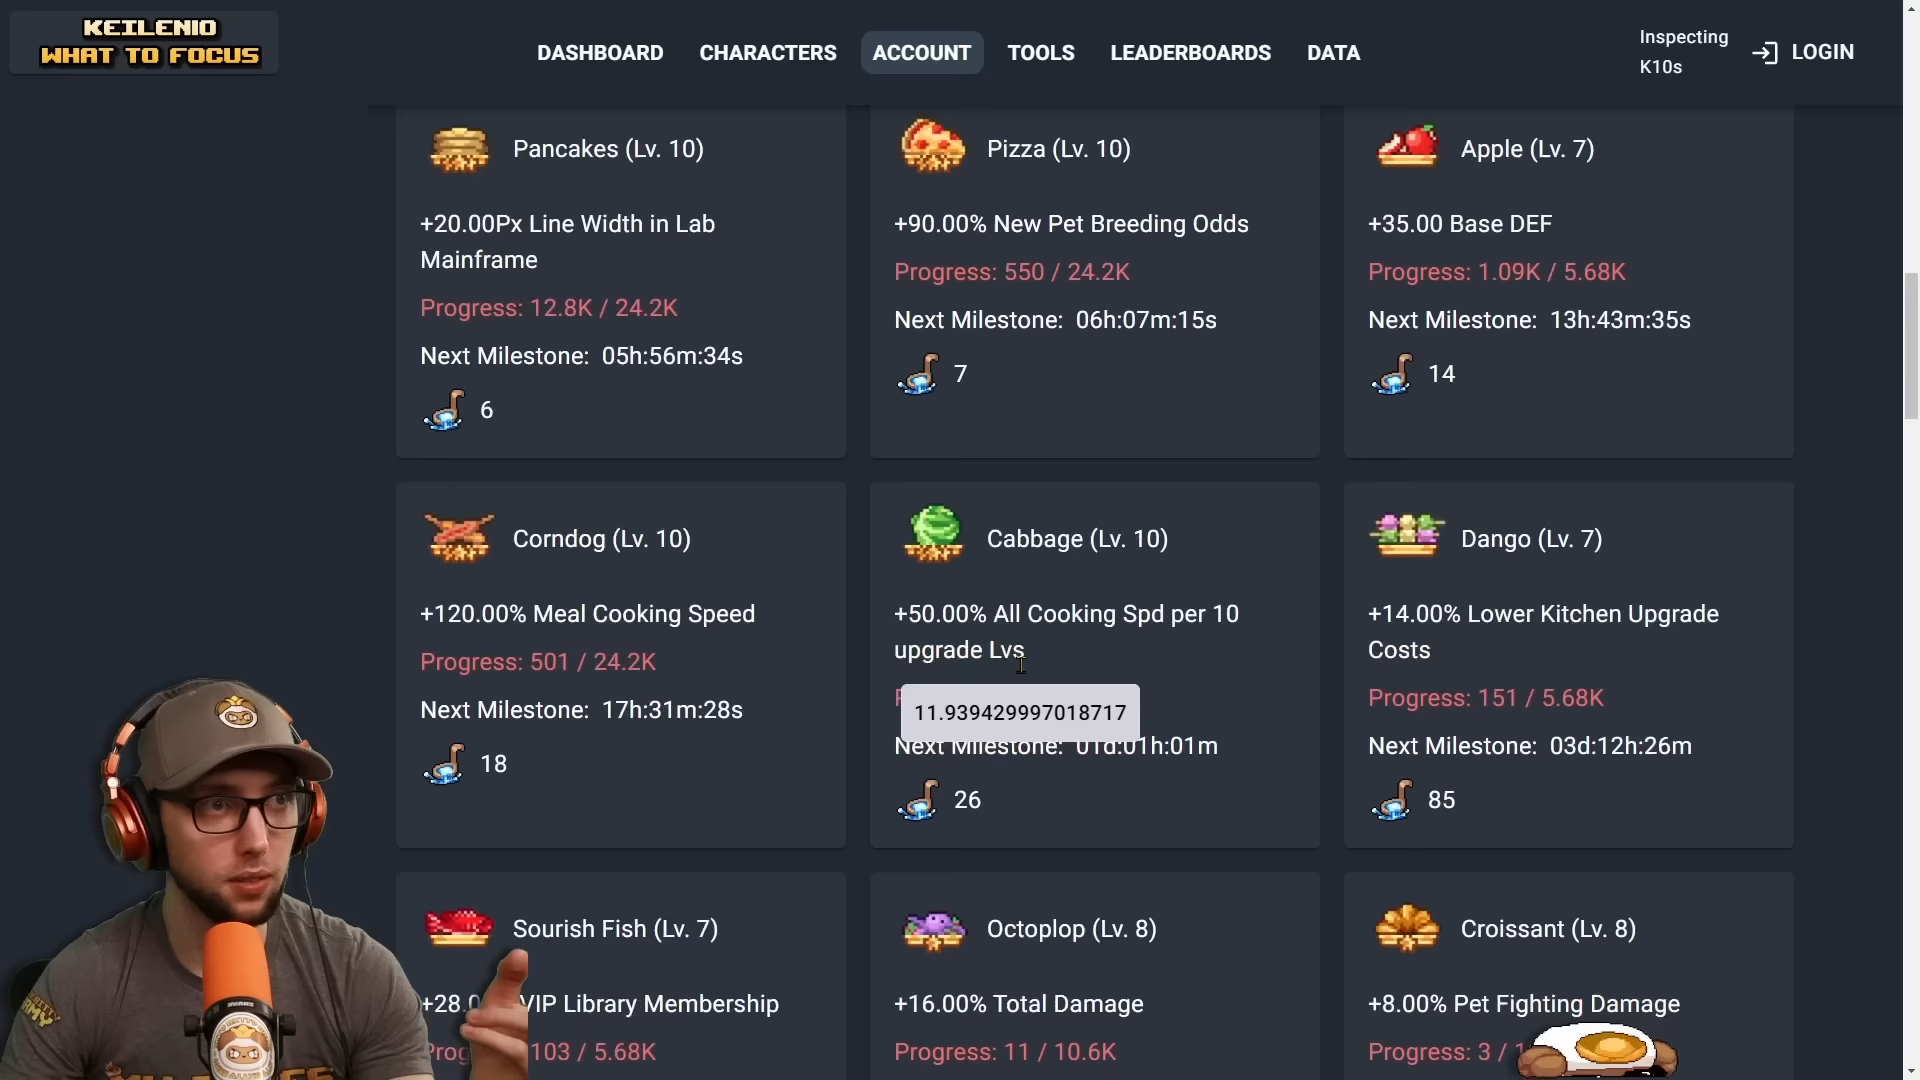 KEILENIO
WHAT TO FOCUS
DASHBOARD CHARACTERS ACCOUNT TOOLS LEADERBOARDS DATA
Inspecting
K10s
LOGIN
Pancakes (Lv. 10)
+20.00Px Line Width in Lab
Mainframe
Progress: 12.8K / 24.2K
Next Milestone: 05h:56m:34s
6
Pizza (Lv. 10)
+90.00% New Pet Breeding Odds
Progress: 550 / 24.2K
Next Milestone: 06h:07m:15s
7
Apple (Lv. 7)
+35.00 Base DEF
Progress: 1.09K / 5.68K
Next Milestone: 13h:43m:35s
14
Corndog (Lv. 10)
+120.00% Meal Cooking Speed
Progress: 501 / 24.2K
Next Milestone: 17h:31m:28s
18
Cabbage (Lv. 10)
+50.00% All Cooking Spd per 10
upgrade Lvs
11.939429997018717
Next Milestone: 01d:01h:01m
26
Dango (Lv. 7)
+14.00% Lower Kitchen Upgrade
Costs
Progress: 151 / 5.68K
Next Milestone: 03d:12h:26m
85
Sourish Fish (Lv. 7)
VIP Library Membership
103 / 5.68K
Octoplop (Lv. 8)
+16.00% Total Damage
Progress: 11 / 10.6K
Croissant (Lv. 8)
+8.00% Pet Fighting Damage
Progress: 3 /